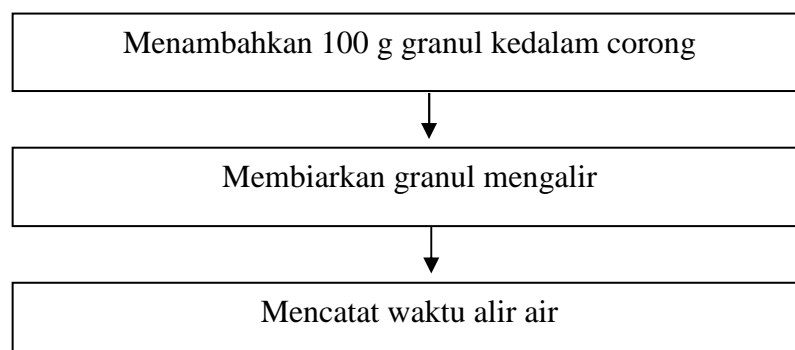 Menambahkan 100 g granul kedalam corong
Membiarkan granul mengalir
Mencatat waktu alir air